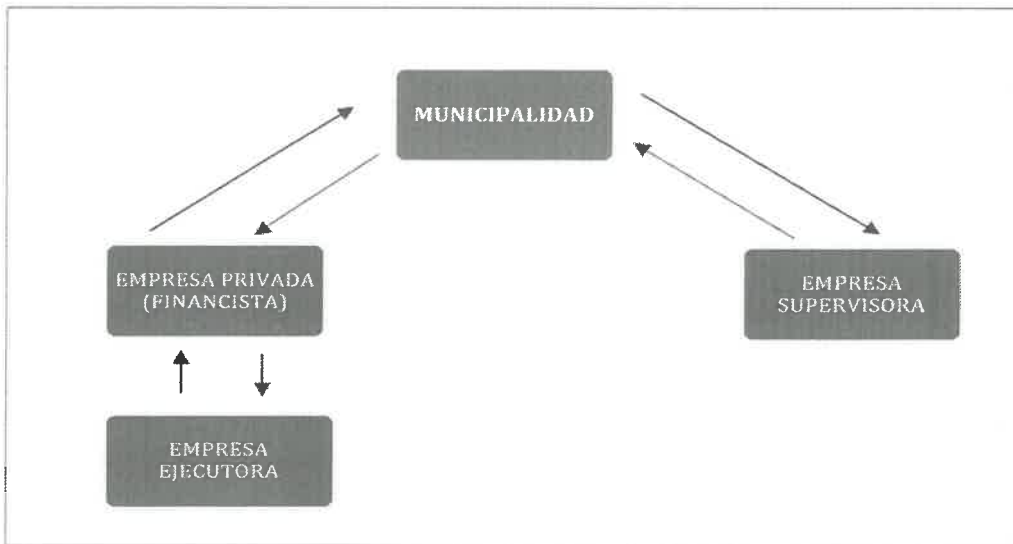 MUNICIPALIDAD
EMPRESA PRIVADA
(FINANCISTA)
EMPRESA
SUPERVISORA
EMPRESA
EJECUTORA